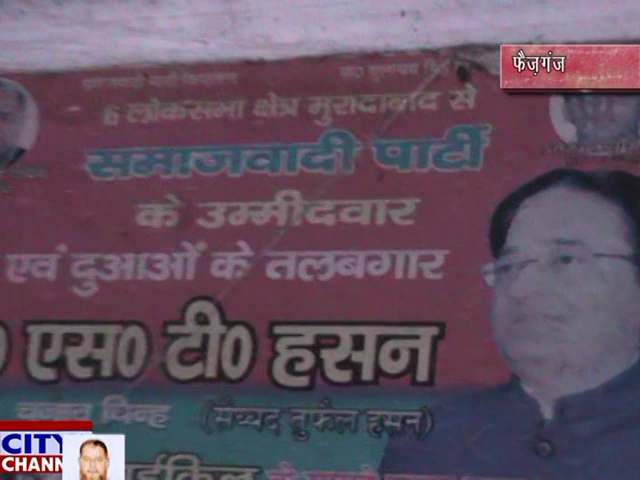 फैज़गंज
6 लोकसभा क्षेत्र मुरादाबाद से
समाजवादी पार्टी
के उम्मीदवार
एवं दुआओं के तलबगार
एस० टी० हसन
चुनाव चिन्ह (सैय्यद तुफैल हसन)
CITY
CHANN